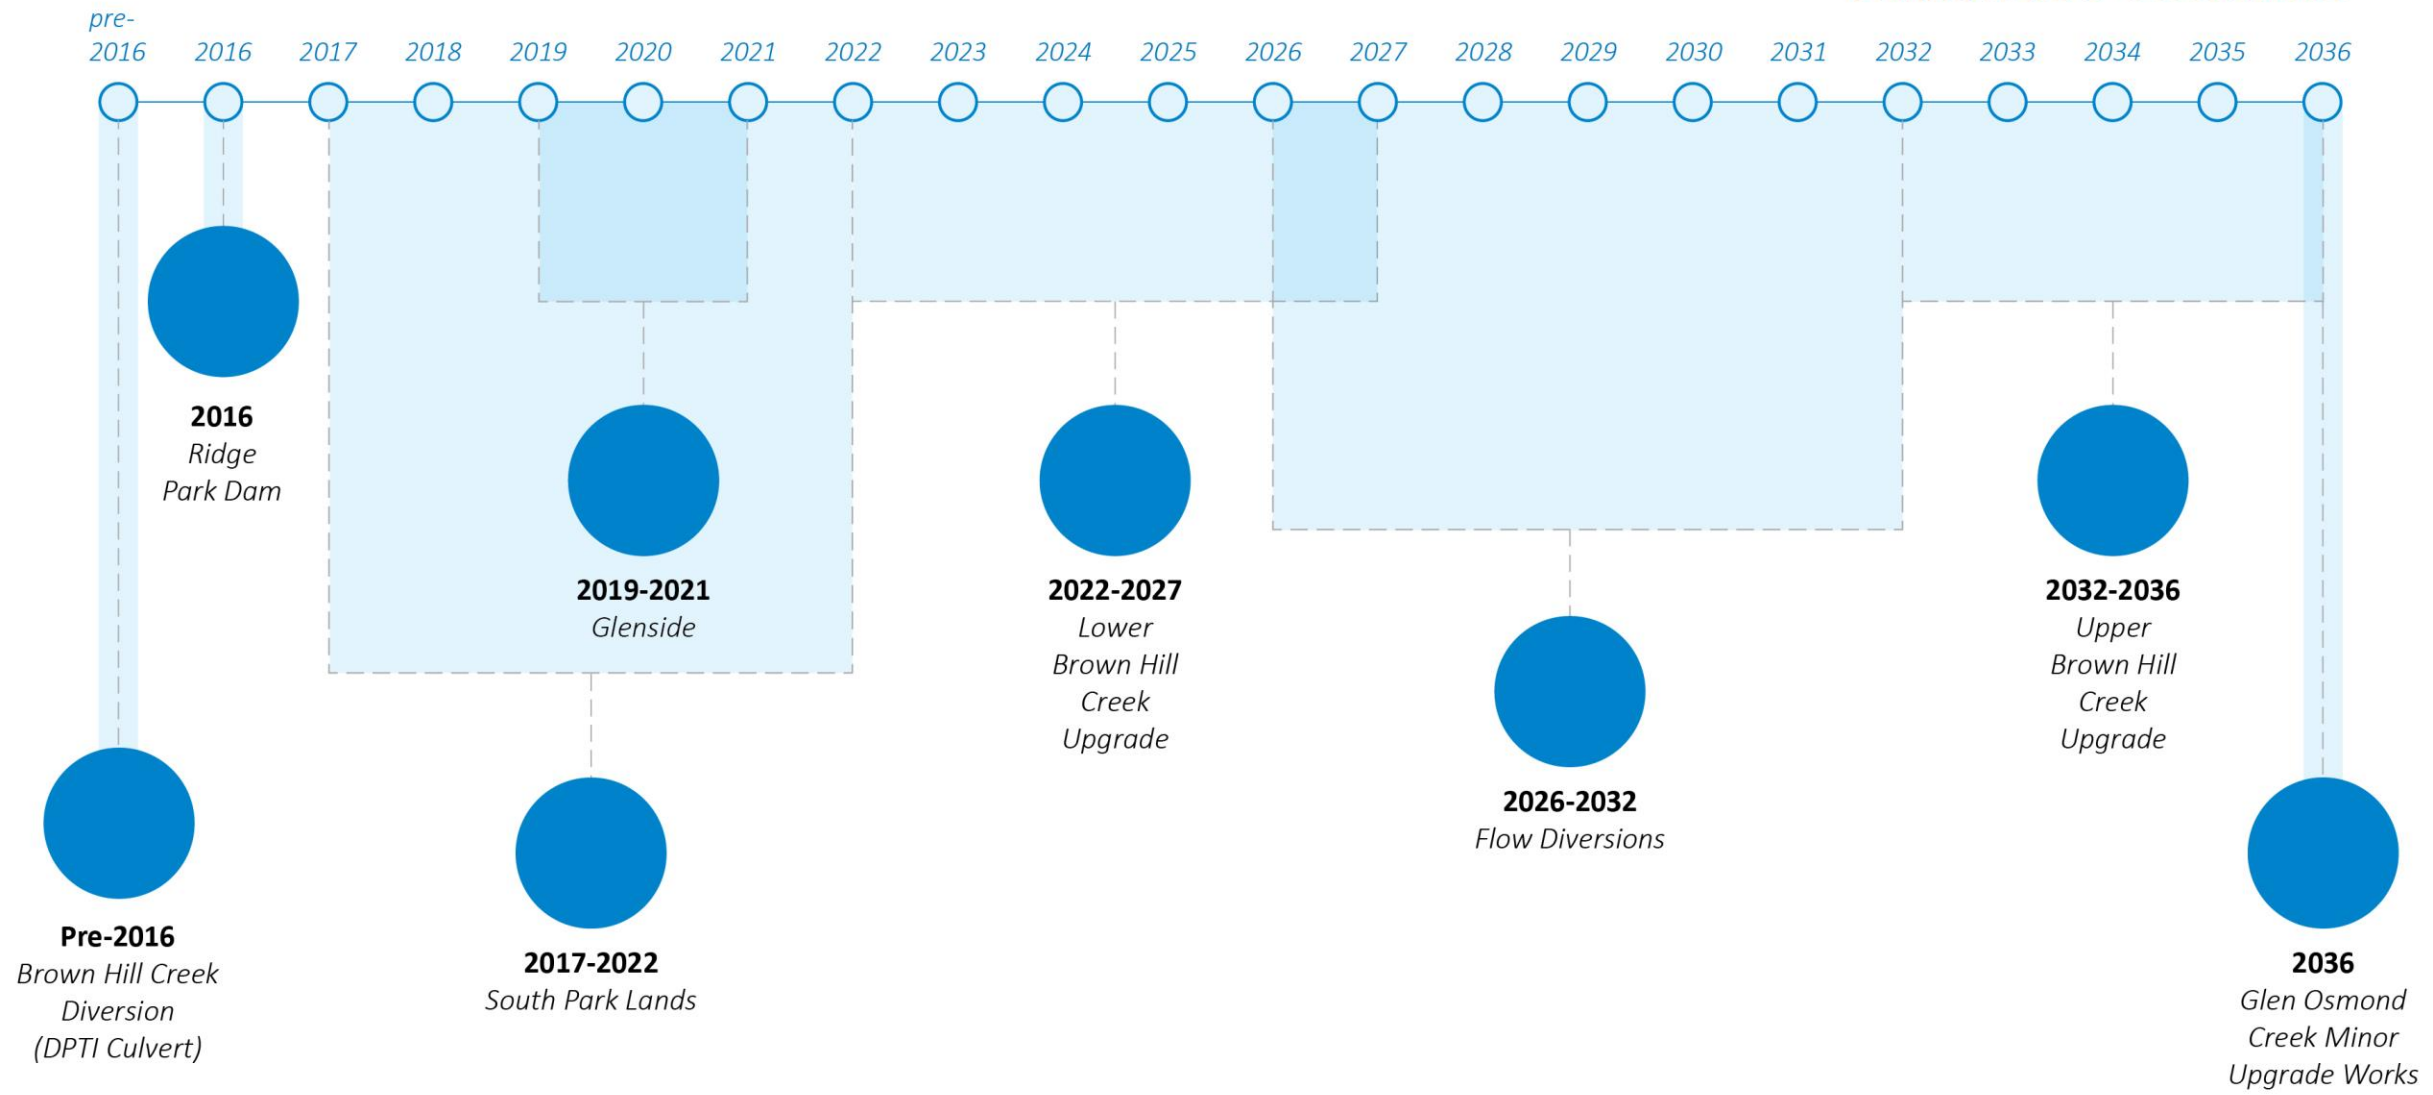 pre-
2016 2016 2017 2018 2019 2020 2021 2022 2023 2024 2025 2026 2027 2028 2029 2030 2031 2032 2033 2034 2035 2036
2016
Ridge
Park Dam
2019-2021
Glenside
2022-2027
Lower
Brown Hill
Creek
Upgrade
2032-2036
Upper
Brown Hill
Creek
Upgrade
2026-2032
Flow Diversions
Pre-2016
Brown Hill Creek
Diversion
(DPTI Culvert)
2017-2022
South Park Lands
2036
Glen Osmond
Creek Minor
Upgrade Works